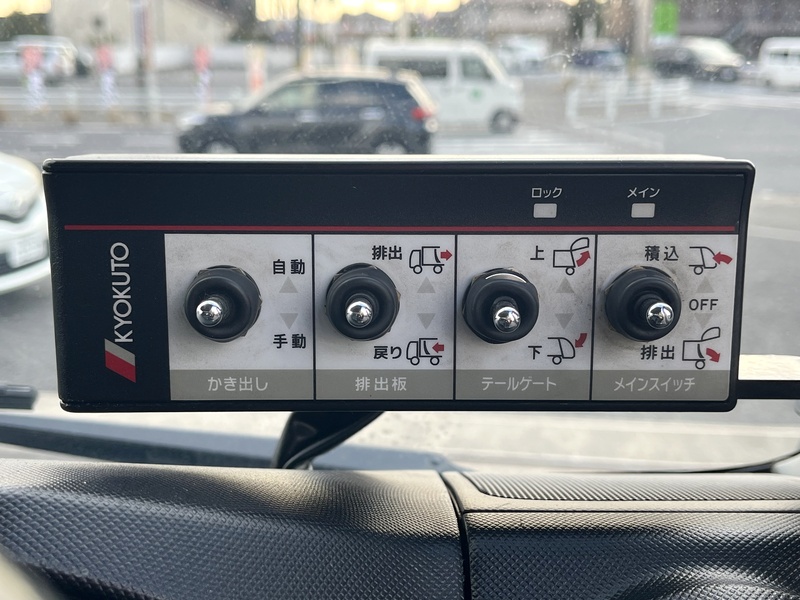 ロック
メイン
KYOKUTO
自動
手動
かき出し
排出
戻り
排出板
上
下
テールゲート
積込
OFF
排出
メインスイッチ